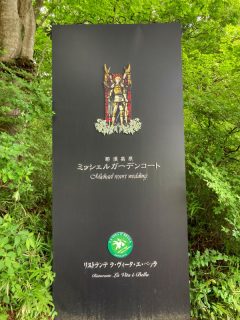 那須高原
ミッシェルガーデンコート
Michael resort wedding
リストランテ ラ・ヴィータ・エ・ベッラ
Ristorante La Vita è Bella